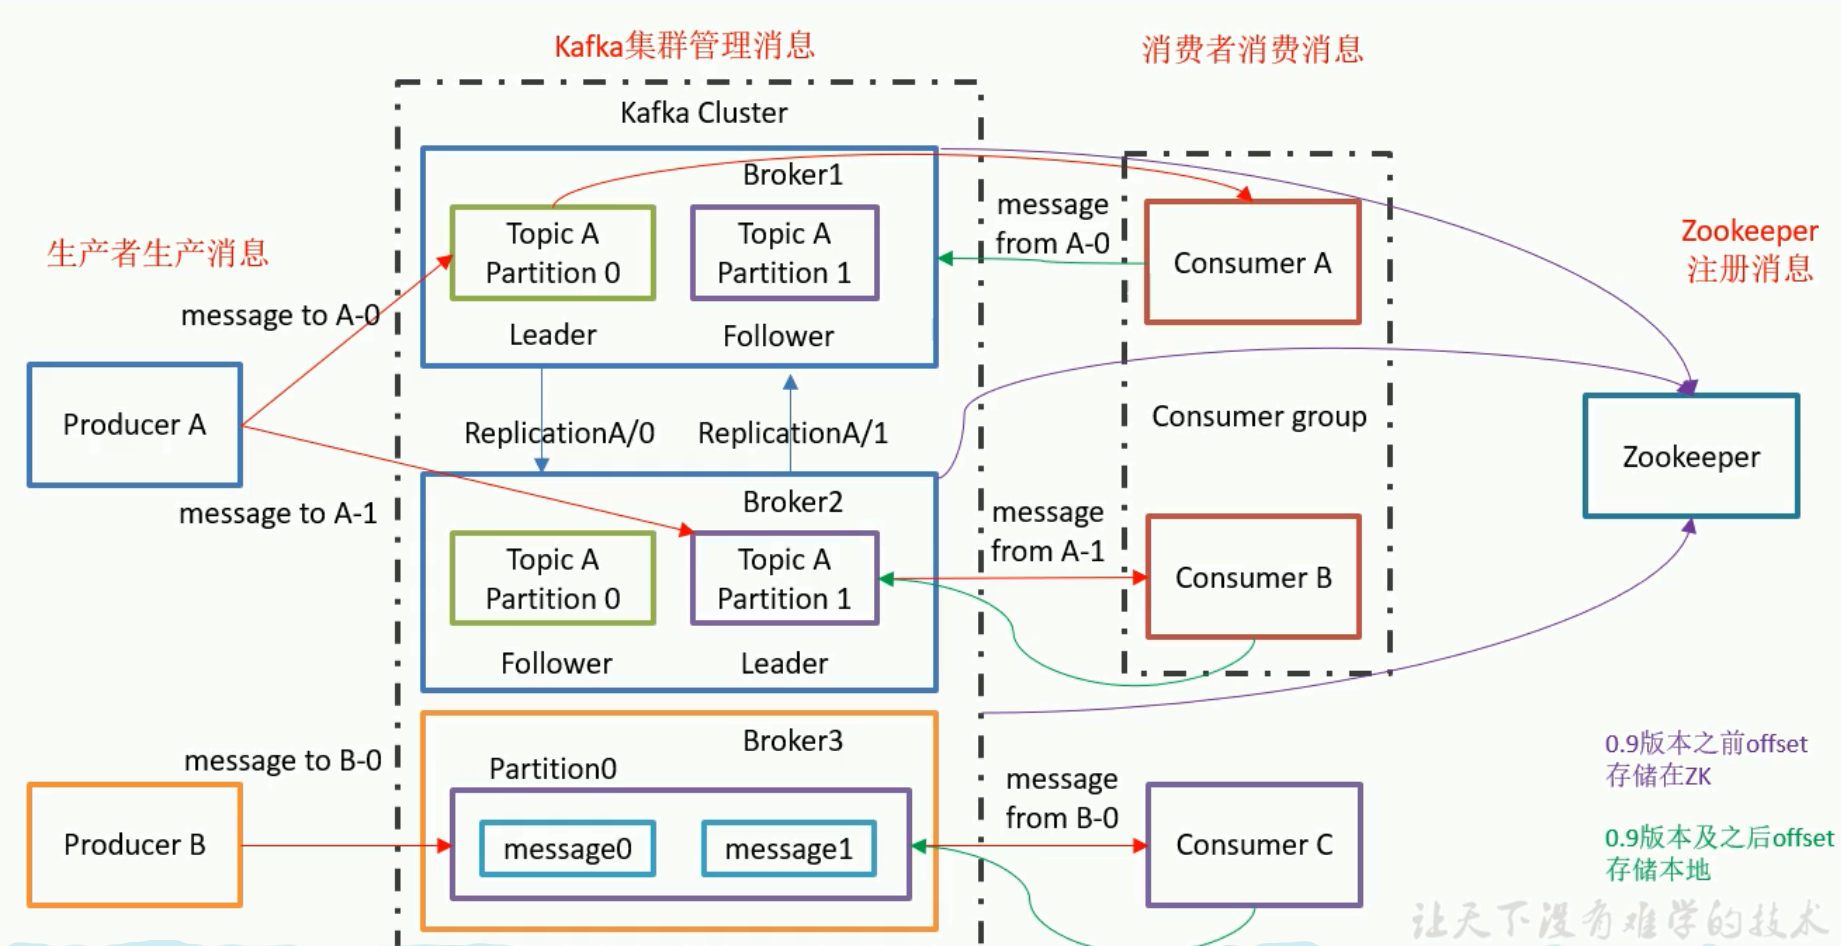 Kafka集群管理消息
消费者消费消息
Kafka Cluster
Broker1
Topic A
Partition 0
Topic A
Partition 1
Leader
Follower
message
from A-0
Consumer A
Zookeeper
注册消息
生产者生产消息
message to A-0
Producer A
ReplicationA/0
ReplicationA/1
Consumer group
Zookeeper
message to A-1
Broker2
Topic A
Partition 0
Topic A
Partition 1
Follower
Leader
message
from A-1
Consumer B
message to B-0
Broker3
Partition0
message0
message1
Producer B
message
from B-0
Consumer C
0.9版本之前offset
存储在ZK
0.9版本及之后offset
存储本地
让天下没有难学的技术